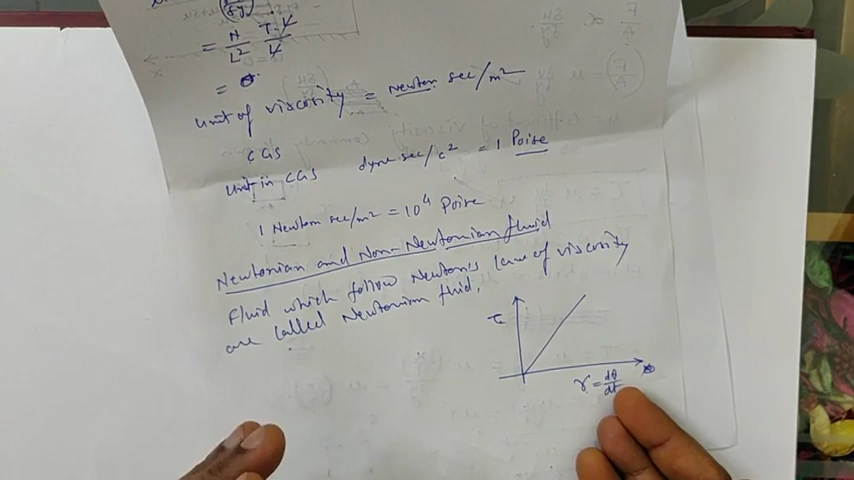 = N/L² T·L/L
=
unit of viscosity = Newton sec/m²
CGS
unit in CGS dyne sec/c² = 1 Poise
1 Newton sec/m² = 10⁴ Poise
Newtonian and Non-Newtonian fluid
Fluid which follow Newton's law of viscosity
are called Newtonian fluid.
τ
γ = dθ/dt